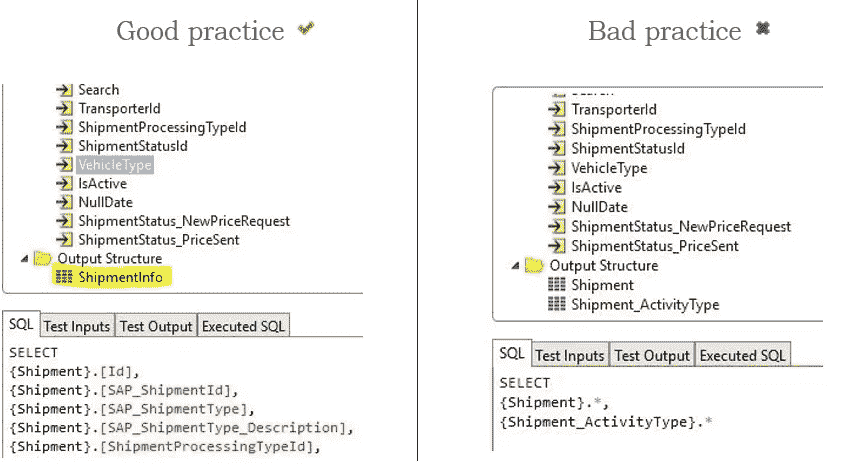 Good practice
Search
TransporterId
ShipmentProcessingTypeId
ShipmentStatusId
VehicleType
IsActive
NullDate
ShipmentStatus_NewPriceRequest
ShipmentStatus_PriceSent
Output Structure
ShipmentInfo
SQL Test Inputs Test Output Executed SQL
SELECT
{Shipment}.[Id],
{Shipment}.[SAP_ShipmentId],
{Shipment}.[SAP_ShipmentType],
{Shipment}.[SAP_ShipmentType_Description],
{Shipment}.[ShipmentProcessingTypeId],
Bad practice
TransporterId
ShipmentProcessingTypeId
ShipmentStatusId
VehicleType
IsActive
NullDate
ShipmentStatus_NewPriceRequest
ShipmentStatus_PriceSent
Output Structure
Shipment
Shipment_ActivityType
SQL Test Inputs Test Output Executed SQL
SELECT
{Shipment}.*,
{Shipment_ActivityType}.*